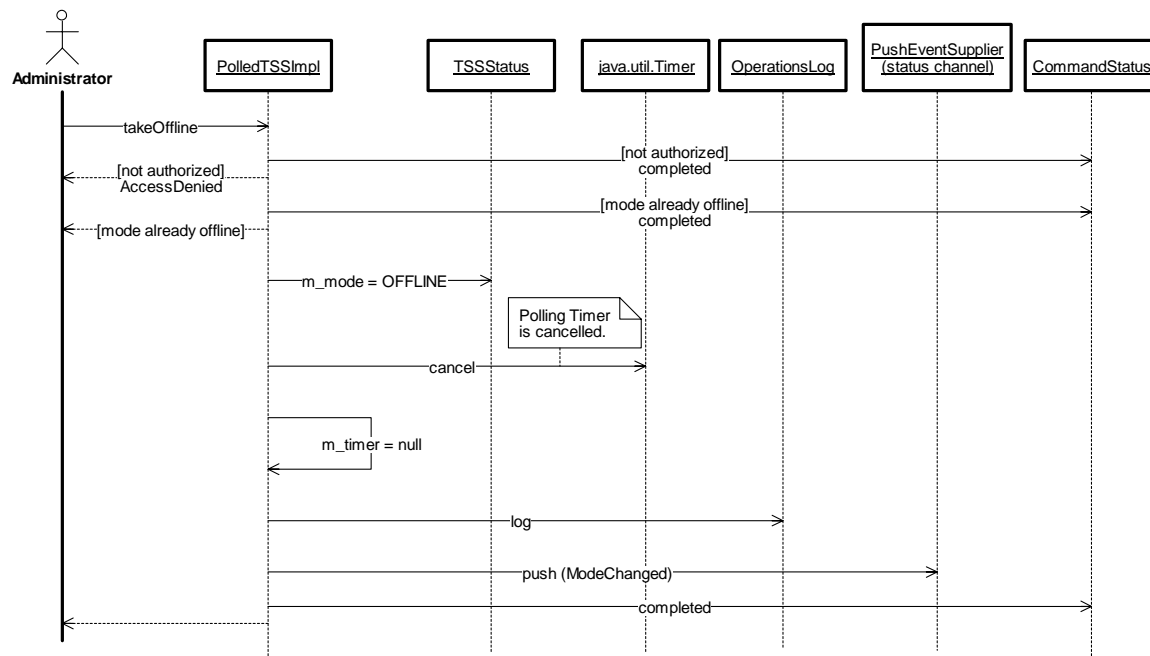 Administrator
PolledTSSImpl
TSSStatus
java.util.Timer
OperationsLog
PushEventSupplier
(status channel)
CommandStatus
takeOffline
[not authorized]
completed
[not authorized]
AccessDenied
[mode already offline]
completed
[mode already offline]
m_mode = OFFLINE
Polling Timer
is cancelled.
cancel
m_timer = null
log
push (ModeChanged)
completed